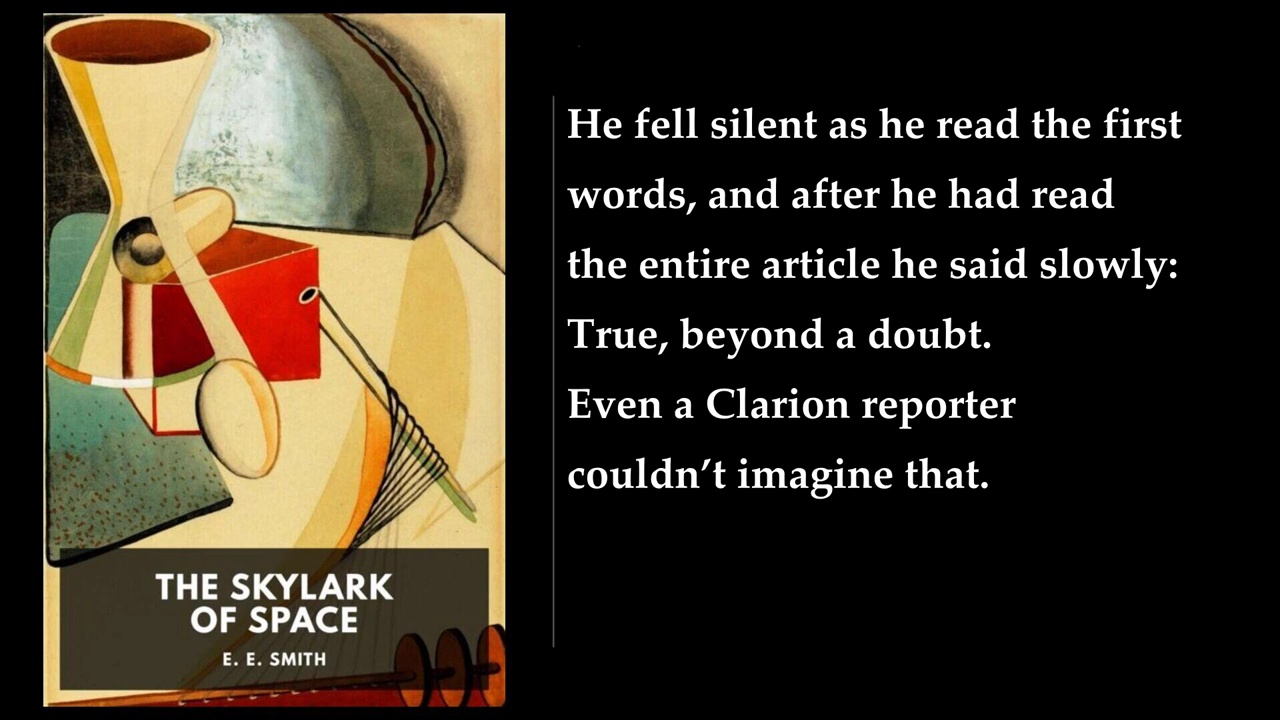 THE SKYLARK
OF SPACE
E. E. SMITH
He fell silent as he read the first
words, and after he had read
the entire article he said slowly:
True, beyond a doubt.
Even a Clarion reporter
couldn’t imagine that.